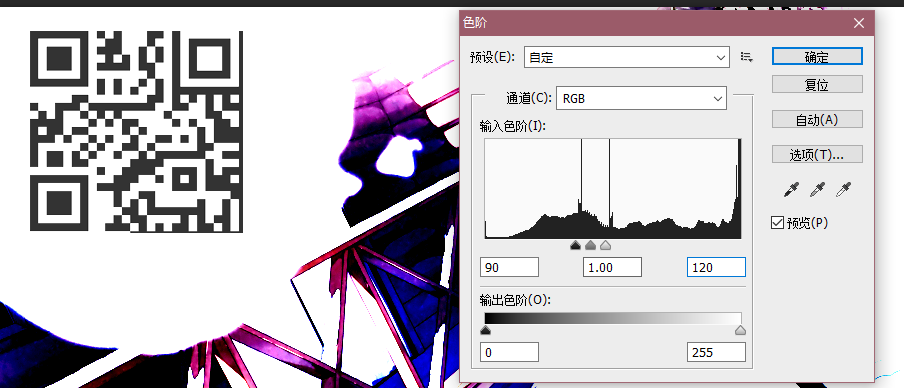 色阶
预设(E): 自定
确定
复位
自动(A)
选项(T)...
预览(P)
通道(C): RGB
输入色阶(I):
90 1.00 120
输出色阶(O):
0 255